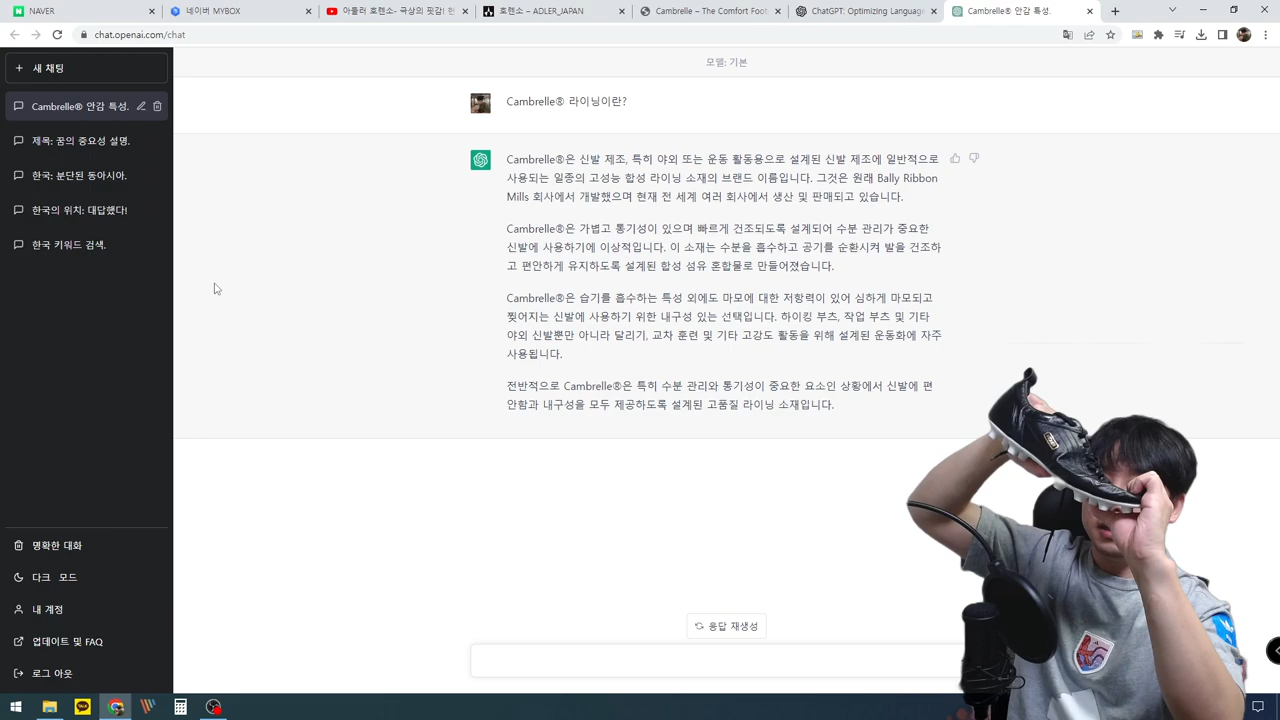 NAVER
네이버 MYBOX
아들러 호렌소- 극상의 핏감! 한
호렌소 – ADLER_JAPAN
Cambrelle – The Comfort Foot
ChatGPT: Optimizing Language
Cambrelle® 안감 특성.
chat.openai.com/chat
새 채팅
Cambrelle® 안감 특성.
제목: 꿈의 중요성 설명.
한국: 분단된 동아시아.
한국의 위치: 대답했다!
한국 키워드 검색.
명확한 대화
다크 모드
내 계정
업데이트 및 FAQ
로그 아웃
모델: 기본
Cambrelle® 라이닝이란?
Cambrelle®은 신발 제조, 특히 야외 또는 운동 활동용으로 설계된 신발 제조에 일반적으로
사용되는 일종의 고성능 합성 라이닝 소재의 브랜드 이름입니다. 그것은 원래 Bally Ribbon
Mills 회사에서 개발했으며 현재 전 세계 여러 회사에서 생산 및 판매되고 있습니다.
Cambrelle®은 가볍고 통기성이 있으며 빠르게 건조되도록 설계되어 수분 관리가 중요한
신발에 사용하기에 이상적입니다. 이 소재는 수분을 흡수하고 공기를 순환시켜 발을 건조하
고 편안하게 유지하도록 설계된 합성 섬유 혼합물로 만들어졌습니다.
Cambrelle®은 습기를 흡수하는 특성 외에도 마모에 대한 저항력이 있어 심하게 마모되고
찢어지는 신발에 사용하기 위한 내구성 있는 선택입니다. 하이킹 부츠, 작업 부츠 및 기타
야외 신발뿐만 아니라 달리기, 교차 훈련 및 기타 고강도 활동을 위해 설계된 운동화에 자주
사용됩니다.
전반적으로 Cambrelle®은 특히 수분 관리와 통기성이 중요한 요소인 상황에서 신발에 편
안함과 내구성을 모두 제공하도록 설계된 고품질 라이닝 소재입니다.
응답 재생성